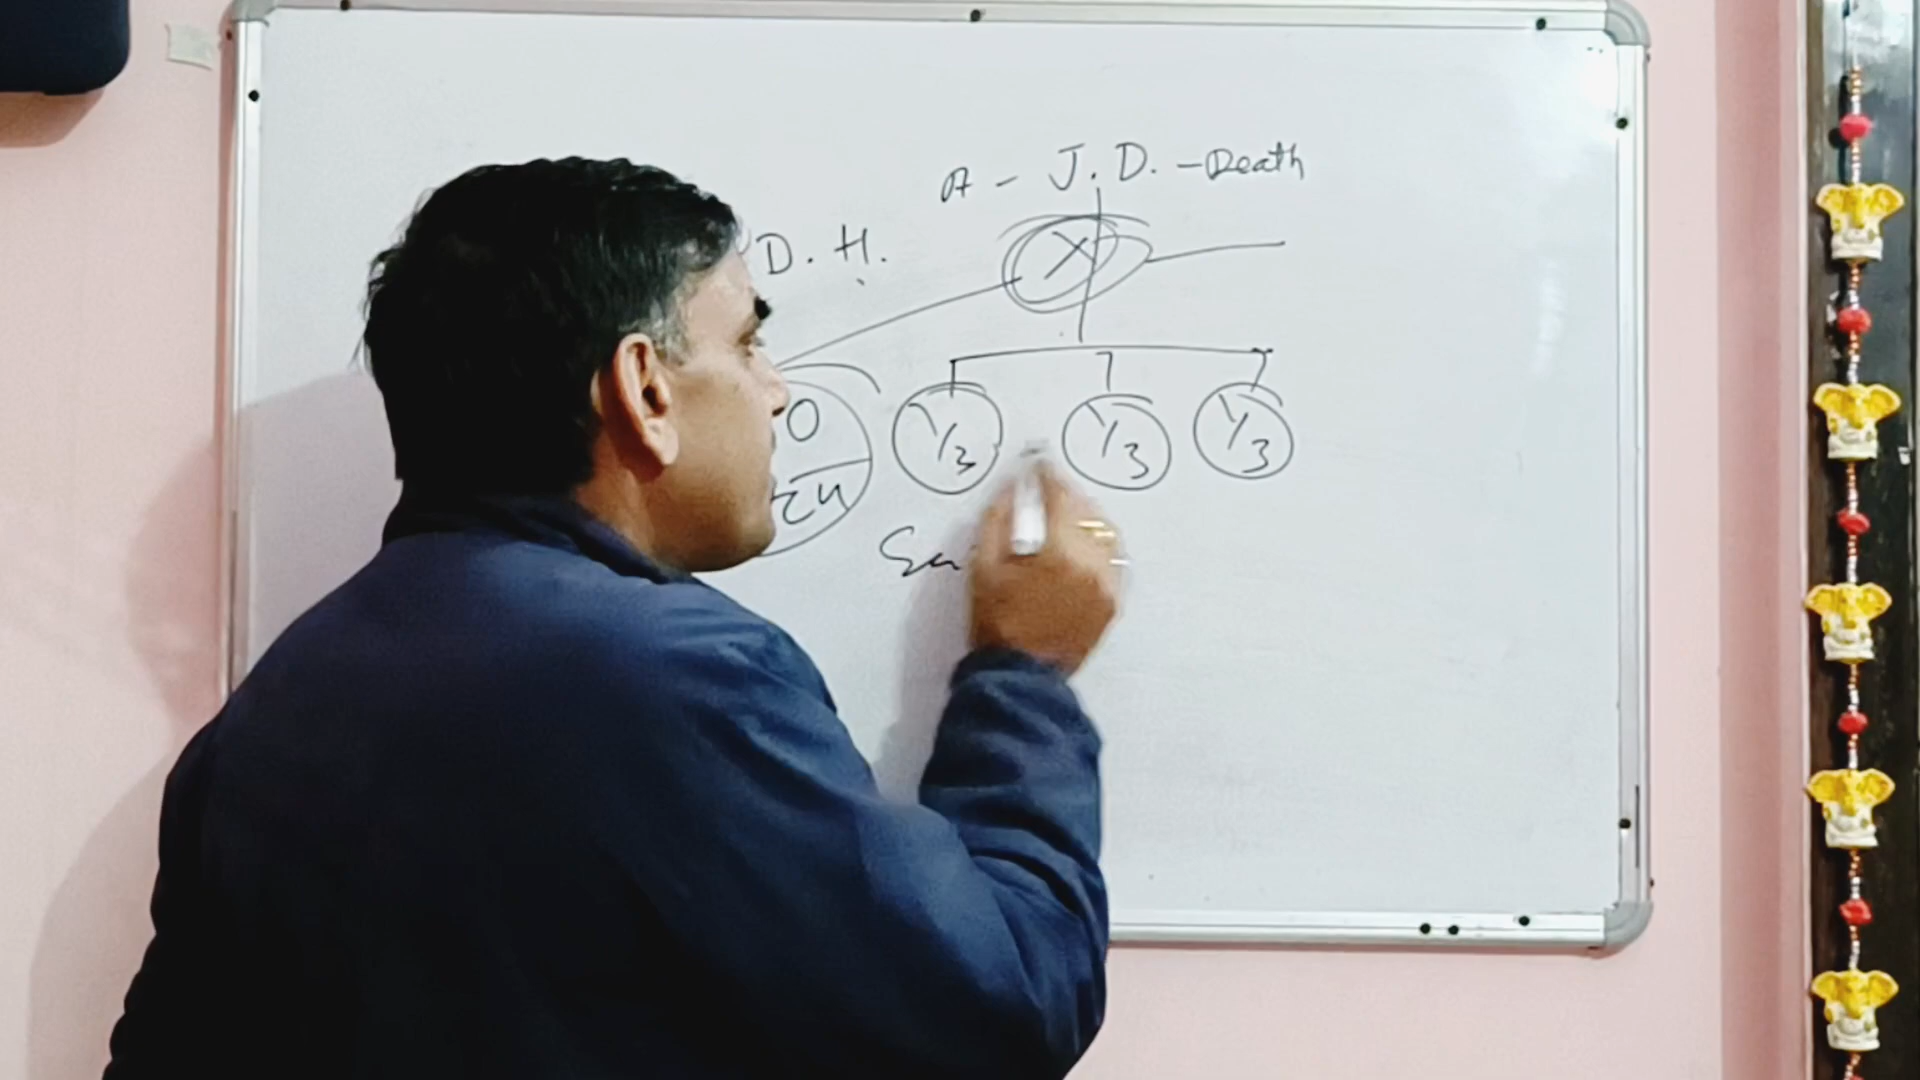 A - J. D. - Death
D. H.
X
0 1/3 1/3 1/3